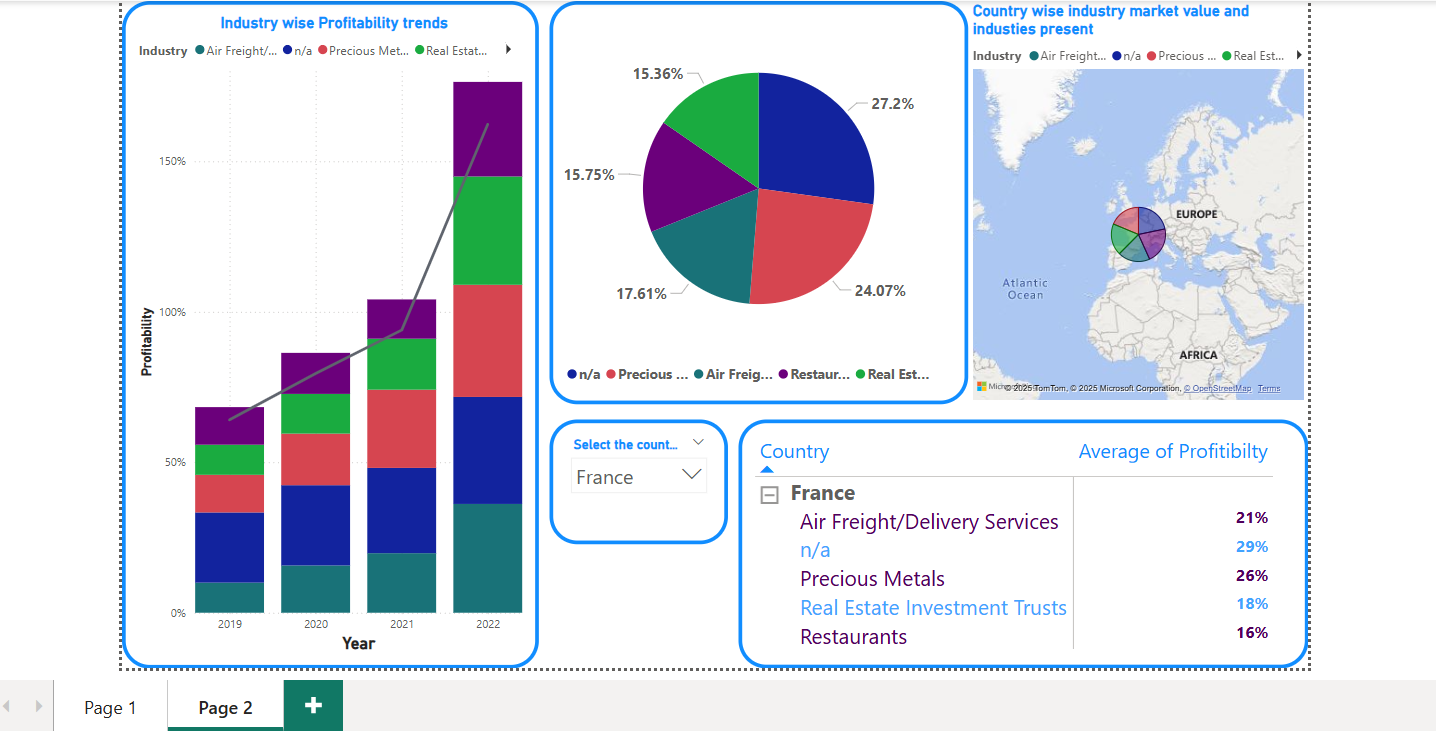 Industry wise Profitability trends
Industry Air Freight/... n/a Precious Met... Real Estat...
150%
100%
50%
0%
Profitability
2019 2020 2021 2022
Year
15.36%
27.2%
15.75%
17.61%
24.07%
n/a Precious ... Air Freig... Restaur... Real Est...
Country wise industry market value and
industies present
Industry Air Freight... n/a Precious ... Real Est...
EUROPE
Atlantic
Ocean
AFRICA
© 2025 TomTom, © 2025 Microsoft Corporation, © OpenStreetMap Terms
Select the count...
France
Country Average of Profitibilty
France
Air Freight/Delivery Services 21%
n/a 29%
Precious Metals 26%
Real Estate Investment Trusts 18%
Restaurants 16%
Page 1 Page 2 +